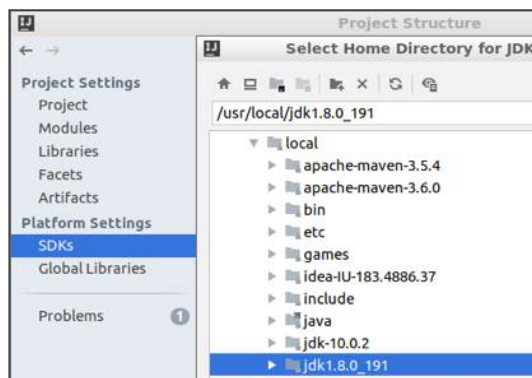 IJ
Project Structure
IJ
Select Home Directory for JDK
Project Settings
Project
Modules
Libraries
Facets
Artifacts
Platform Settings
SDKs
Global Libraries
Problems 1
/usr/local/jdk1.8.0_191
local
apache-maven-3.5.4
apache-maven-3.6.0
bin
etc
games
idea-IU-183.4886.37
include
java
jdk-10.0.2
jdk1.8.0_191